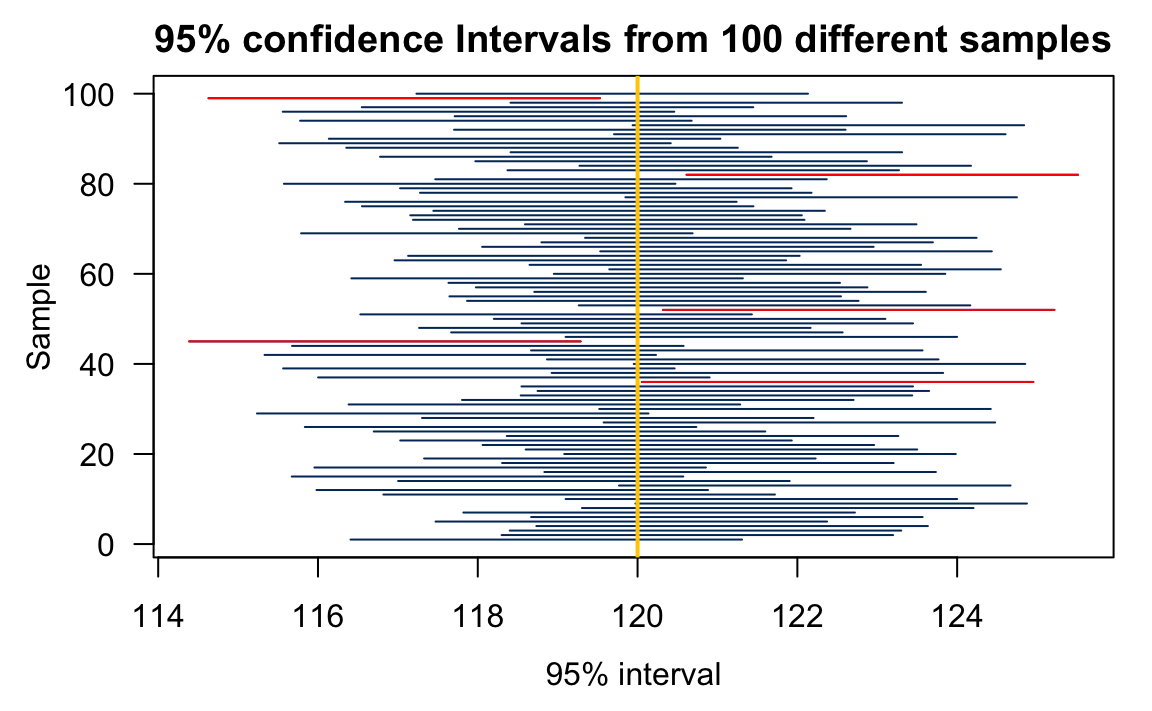 95% confidence Intervals from 100 different samples
100
80
60
40
20
0
Sample
114 116 118 120 122 124
95% interval